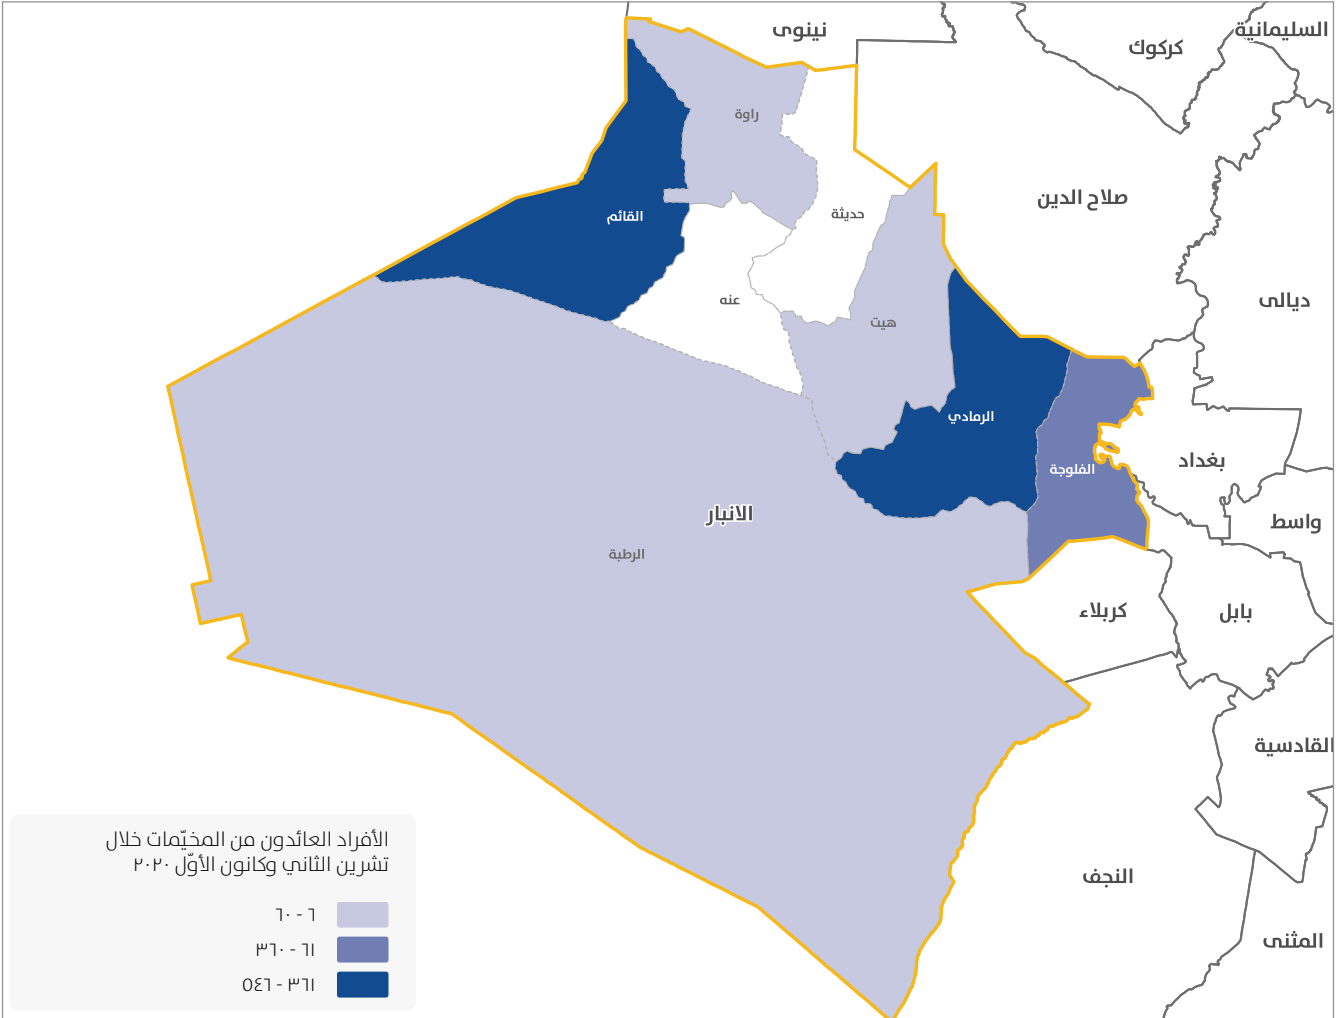 نينوى
السليمانية
كركوك
راوة
صلاح الدين
القائم
حديثة
عنه
ديالى
هيت
الرمادي
بغداد
الفلوجة
الانبار
واسط
الرطبة
كربلاء
بابل
القادسية
النجف
المثنى
الأفراد العائدون من المخيّمات خلال
تشرين الثاني وكانون الأوّل ٢٠٢٠
٦ - ٦٠
٦١ - ٣٦٠
٣٦١ - ٥٤٦